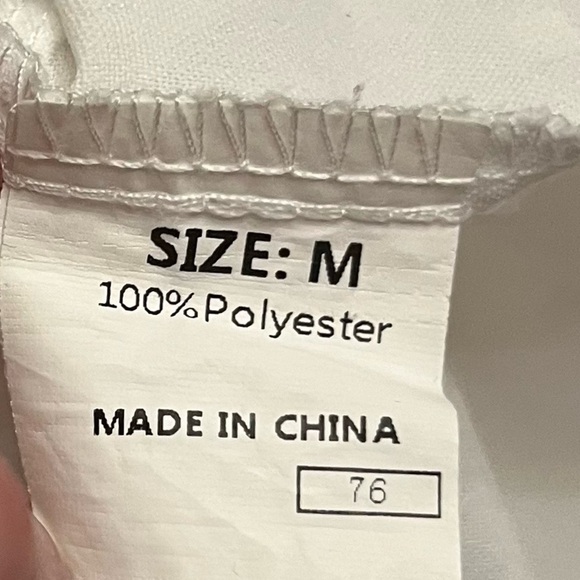 SIZE: M
100%Polyester
MADE IN CHINA
76